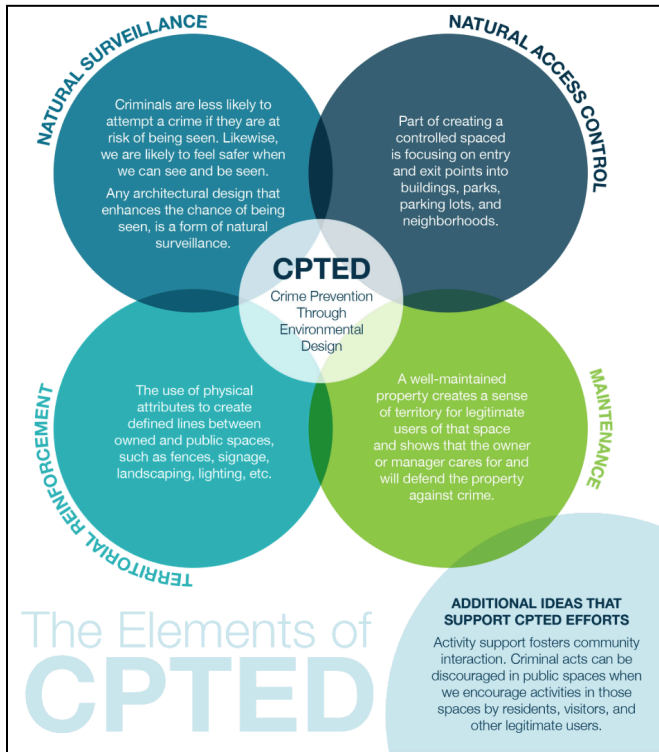 NATURAL SURVEILLANCE
Criminals are less likely to
attempt a crime if they are at
risk of being seen. Likewise,
we are likely to feel safer when
we can see and be seen.
Any architectural design that
enhances the chance of being
seen, is a form of natural
surveillance.
NATURAL ACCESS CONTROL
Part of creating a
controlled spaced
is focusing on entry
and exit points into
buildings, parks,
parking lots, and
neighborhoods.
CPTED
Crime Prevention
Through
Environmental
Design
TERRITORIAL REINFORCEMENT
The use of physical
attributes to create
defined lines between
owned and public spaces,
such as fences, signage,
landscaping, lighting, etc.
MAINTENANCE
A well-maintained
property creates a sense
of territory for legitimate
users of that space
and shows that the owner
or manager cares for and
will defend the property
against crime.
The Elements of
CPTED
ADDITIONAL IDEAS THAT
SUPPORT CPTED EFFORTS
Activity support fosters community
interaction. Criminal acts can be
discouraged in public spaces when
we encourage activities in those
spaces by residents, visitors, and
other legitimate users.